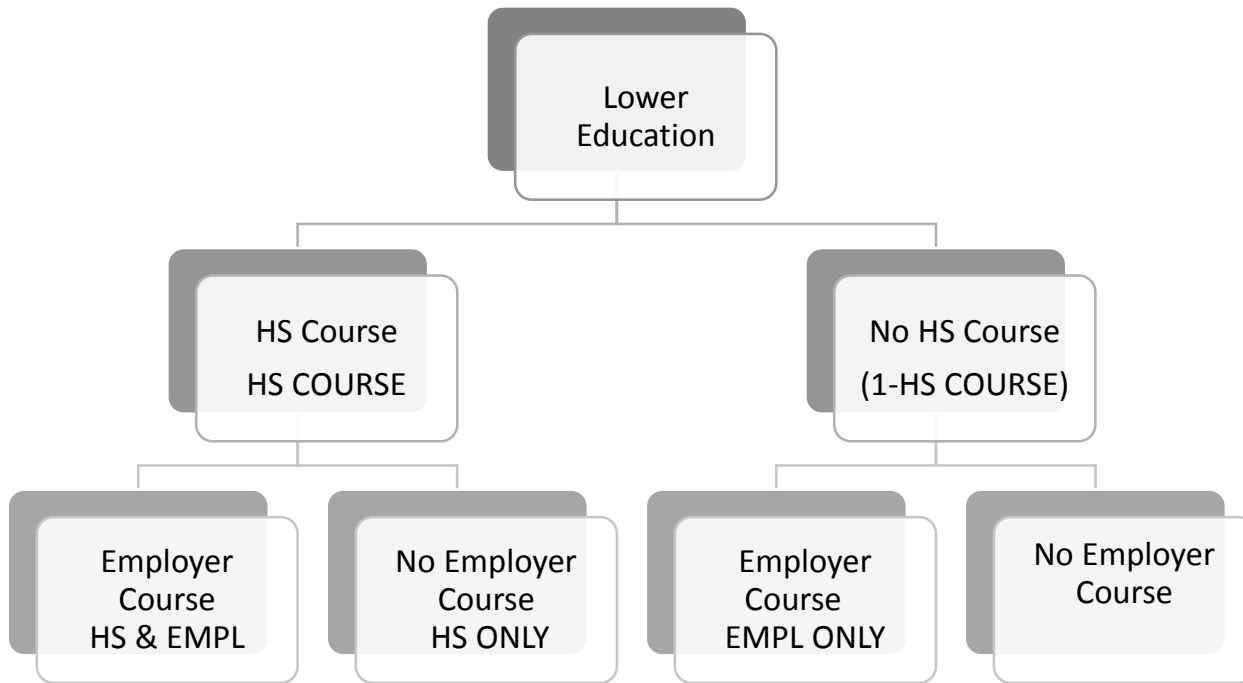 Lower
Education
HS Course
HS COURSE
No HS Course
(1-HS COURSE)
Employer
Course
HS & EMPL
No Employer
Course
HS ONLY
Employer
Course
EMPL ONLY
No Employer
Course